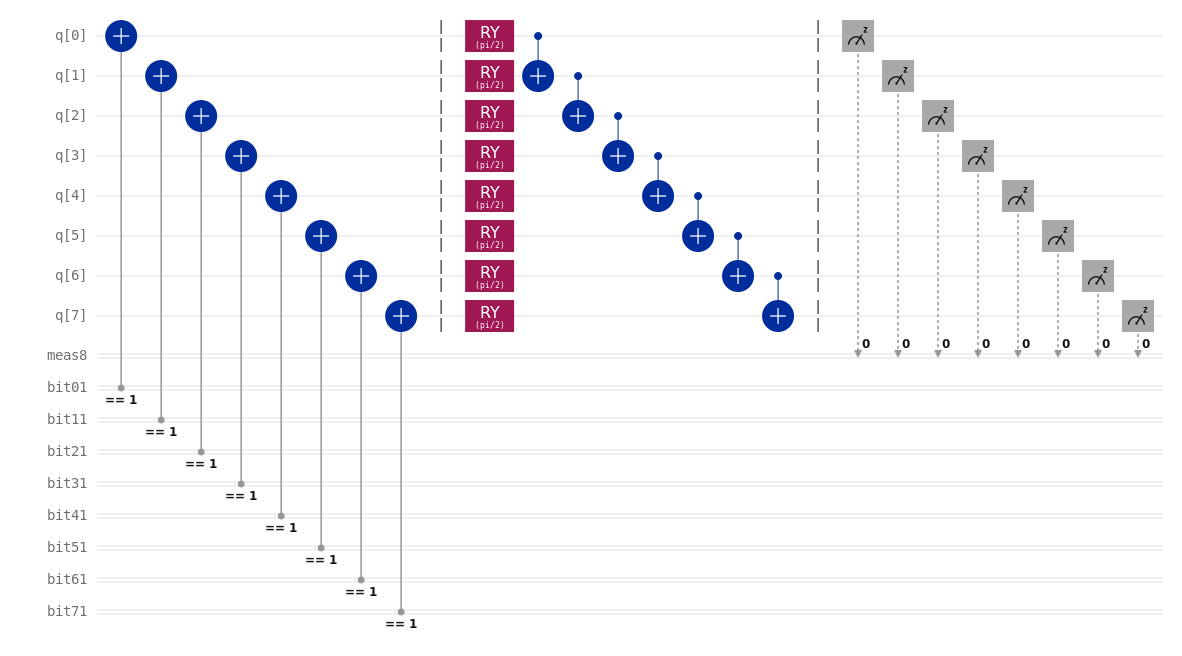 q[0] RY (pi/2) z
q[1] RY (pi/2) z
q[2] RY (pi/2) z
q[3] RY (pi/2) z
q[4] RY (pi/2) z
q[5] RY (pi/2) z
q[6] RY (pi/2) z
q[7] RY (pi/2) z
0 0 0 0 0 0 0 0
meas8
bit01
== 1
bit11
== 1
bit21
== 1
bit31
== 1
bit41
== 1
bit51
== 1
bit61
== 1
bit71
== 1